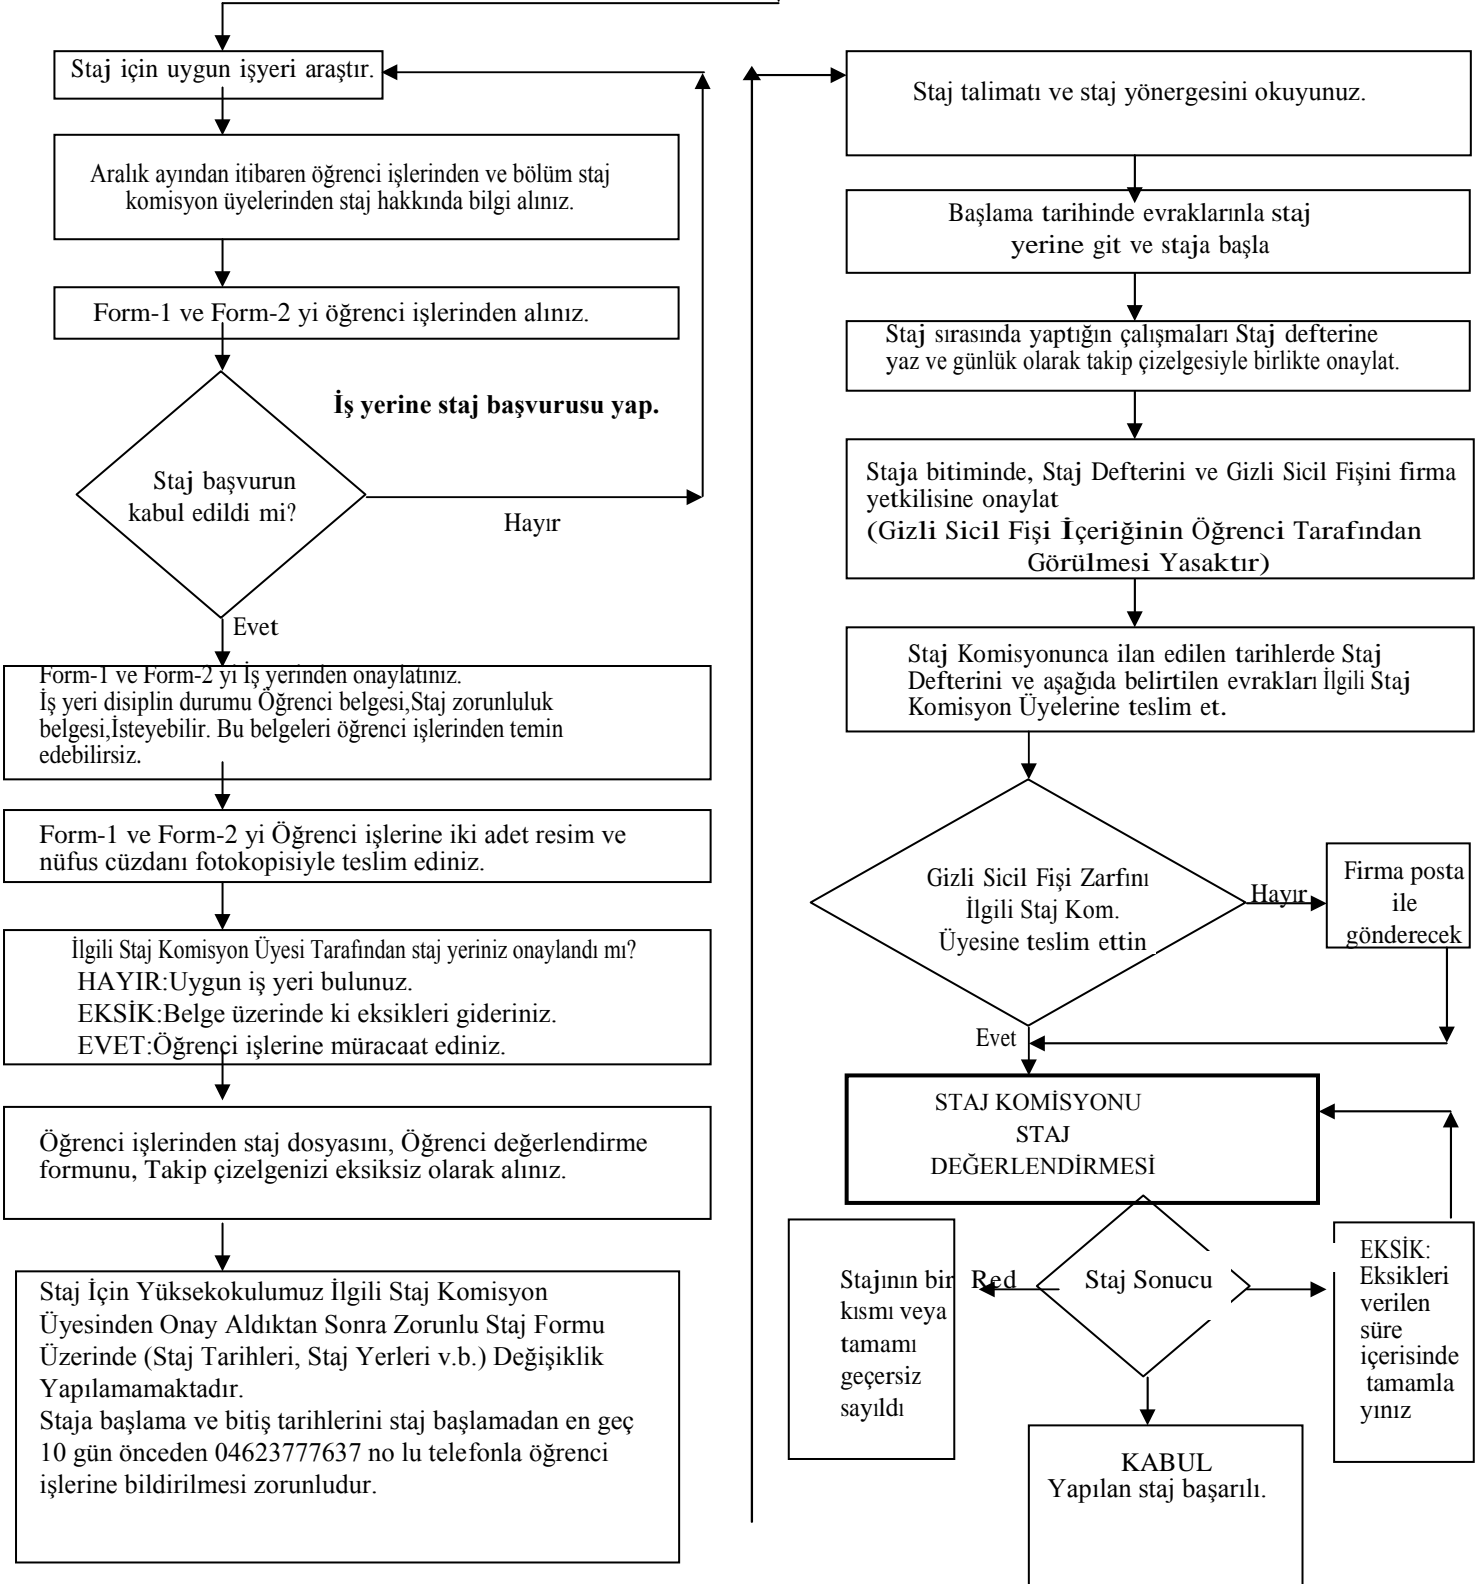 Staj için uygun işyeri araştır.
Aralık ayından itibaren öğrenci işlerinden ve bölüm staj
komisyon üyelerinden staj hakkında bilgi alınız.
Form-1 ve Form-2 yi öğrenci işlerinden alınız.
İş yerine staj başvurusu yap.
Staj başvurun
kabul edildi mi?
Hayır
Evet
Form-1 ve Form-2 yi İş yerinden onaylatınız.
İş yeri disiplin durumu Öğrenci belgesi,Staj zorunluluk
belgesi,İsteyebilir. Bu belgeleri öğrenci işlerinden temin
edebilirsiz.
Form-1 ve Form-2 yi Öğrenci işlerine iki adet resim ve
nüfus cüzdanı fotokopisiyle teslim ediniz.
İlgili Staj Komisyon Üyesi Tarafından staj yeriniz onaylandı mı?
HAYIR:Uygun iş yeri bulunuz.
EKSİK:Belge üzerinde ki eksikleri gideriniz.
EVET:Öğrenci işlerine müracaat ediniz.
Öğrenci işlerinden staj dosyasını, Öğrenci değerlendirme
formunu, Takip çizelgenizi eksiksiz olarak alınız.
Staj İçin Yüksekokulumuz İlgili Staj Komisyon
Üyesinden Onay Aldıktan Sonra Zorunlu Staj Formu
Üzerinde (Staj Tarihleri, Staj Yerleri v.b.) Değişiklik
Yapılamamaktadır.
Staja başlama ve bitiş tarihlerini staj başlamadan en geç
10 gün önceden 04623777637 no lu telefonla öğrenci
işlerine bildirilmesi zorunludur.
Staj talimatı ve staj yönergesini okuyunuz.
Başlama tarihinde evraklarınla staj
yerine git ve staja başla
Staj sırasında yaptığın çalışmaları Staj defterine
yaz ve günlük olarak takip çizelgesiyle birlikte onaylat.
Staja bitiminde, Staj Defterini ve Gizli Sicil Fişini firma
yetkilisine onaylat
(Gizli Sicil Fişi İçeriğinin Öğrenci Tarafından
Görülmesi Yasaktır)
Staj Komisyonunca ilan edilen tarihlerde Staj
Defterini ve aşağıda belirtilen evrakları İlgili Staj
Komisyon Üyelerine teslim et.
Gizli Sicil Fişi Zarfını
İlgili Staj Kom.
Üyesine teslim ettin
Hayır
Firma posta
ile
gönderecek
Evet
STAJ KOMİSYONU
STAJ
DEĞERLENDİRMESİ
Stajının bir
kısmı veya
tamamı
geçersiz
sayıldı
Red
Staj Sonucu
EKSİK:
Eksikleri
verilen
süre
içerisinde
tamamla
yınız
KABUL
Yapılan staj başarılı.